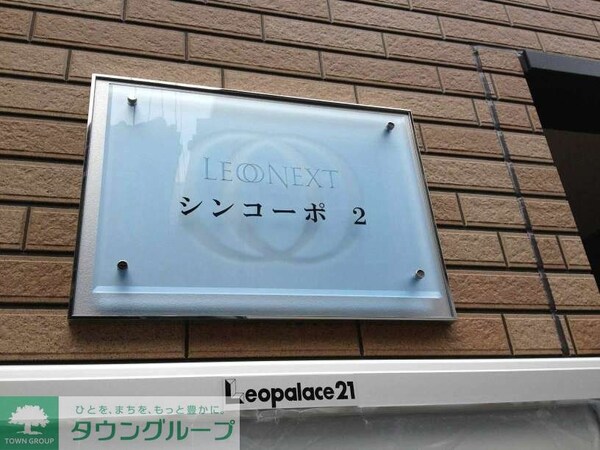 LEONEXT
シンコーポ 2
Leopalace21
ひとを、まちを、もっと豊かに。
タウングループ
TOWN GROUP